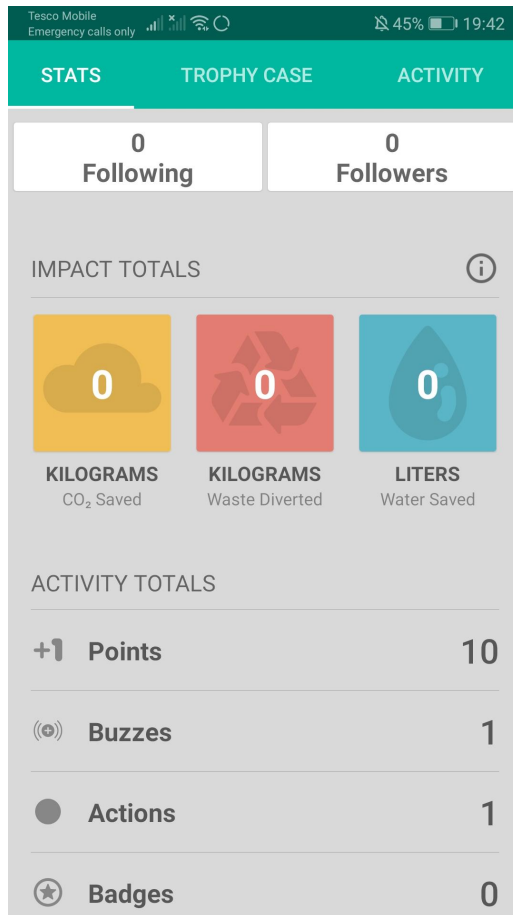 Tesco Mobile
Emergency calls only
45% 19:42
STATS TROPHY CASE ACTIVITY
0 0
Following Followers
IMPACT TOTALS
0 0 0
KILOGRAMS KILOGRAMS LITERS
CO₂ Saved Waste Diverted Water Saved
ACTIVITY TOTALS
+1 Points 10
Buzzes 1
Actions 1
Badges 0